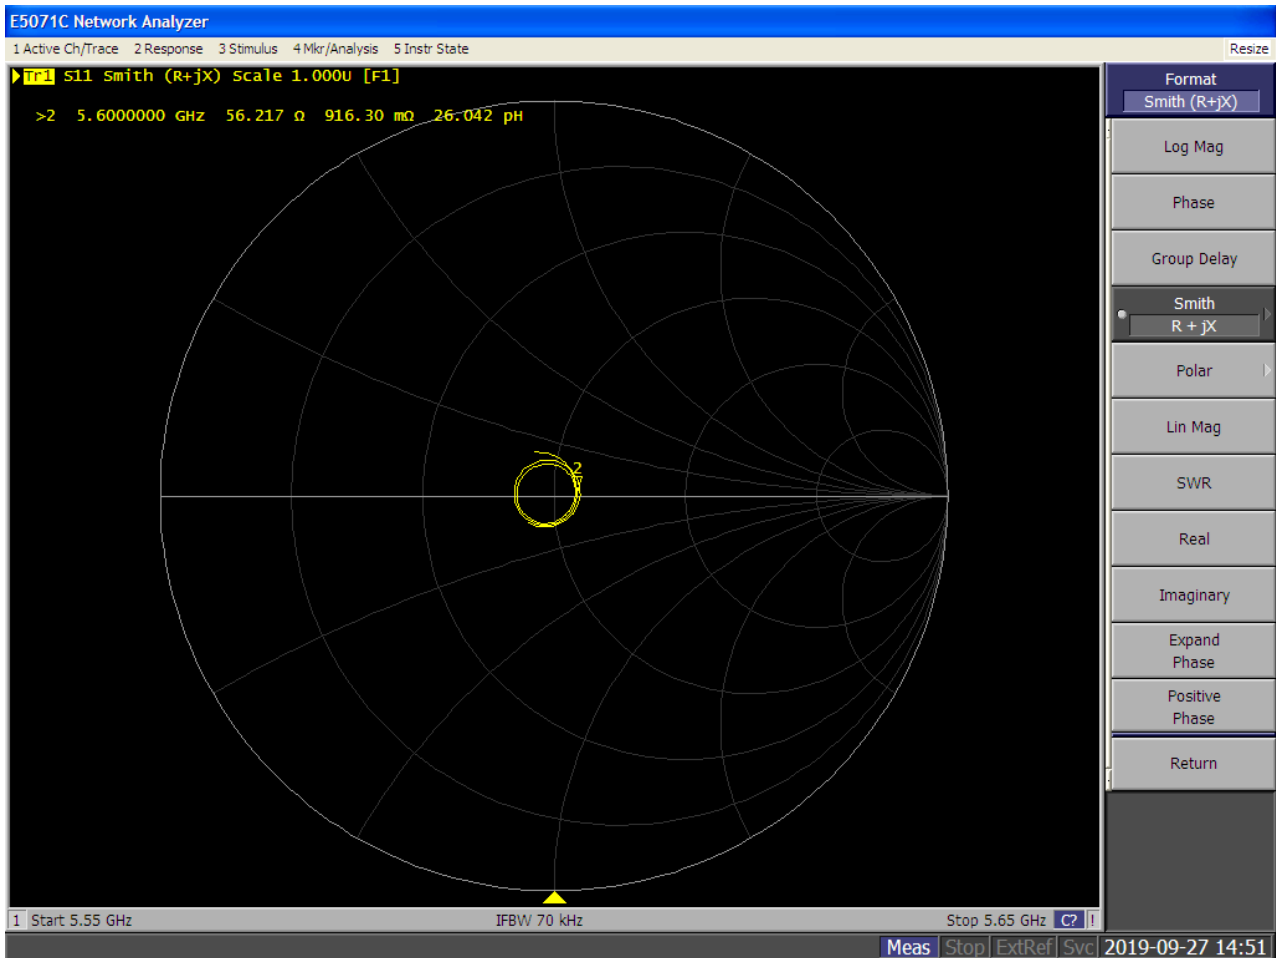 E5071C Network Analyzer
1 Active Ch/Trace 2 Response 3 Stimulus 4 Mkr/Analysis 5 Instr State Resize
Tr1 S11 Smith (R+jX) Scale 1.000U [F1]
>2 5.6000000 GHz 56.217 Ω 916.30 mΩ 26.042 pH
2
Format
Smith (R+jX)
Log Mag
Phase
Group Delay
Smith
R + jX
Polar
Lin Mag
SWR
Real
Imaginary
Expand
Phase
Positive
Phase
Return
1 Start 5.55 GHz IFBW 70 kHz Stop 5.65 GHz C? !
Meas Stop ExtRef Svc 2019-09-27 14:51